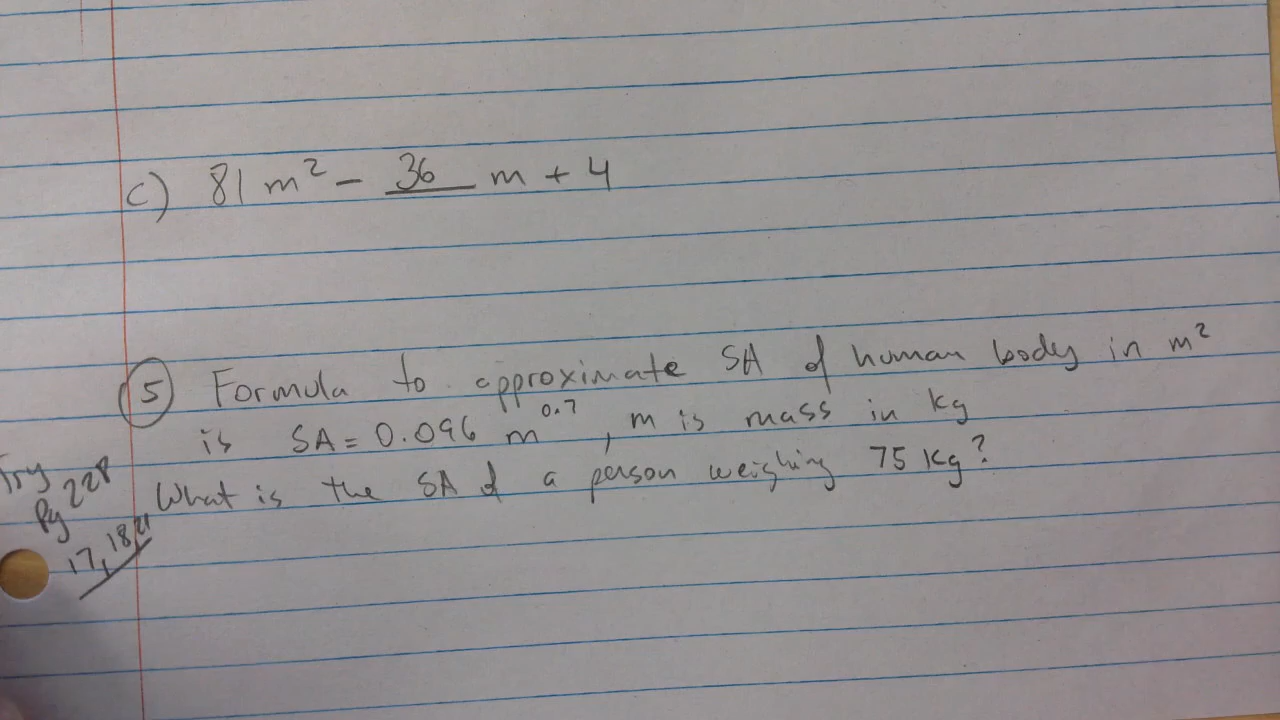 c) 81 m² - 36 m + 4
5 Formula to approximate SA of human body in m²
is SA = 0.096 m^0.7, m is mass in kg
What is the SA of a person weighing 75 kg?
Try
Pg 228
17, 18, 21